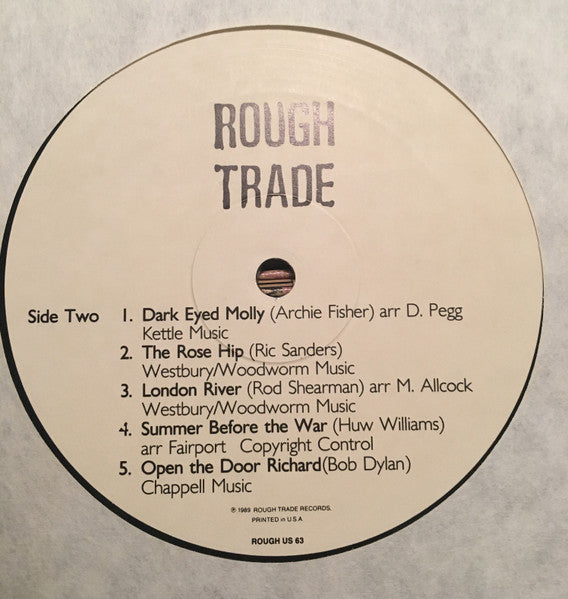 ROUGH
TRADE
Side Two 1. Dark Eyed Molly (Archie Fisher) arr D. Pegg
Kettle Music
2. The Rose Hip (Ric Sanders)
Westbury/Woodworm Music
3. London River (Rod Shearman) arr M. Allcock
Westbury/Woodworm Music
4. Summer Before the War (Huw Williams)
arr Fairport Copyright Control
5. Open the Door Richard(Bob Dylan)
Chappell Music
℗ 1989 ROUGH TRADE RECORDS.
PRINTED in U S A
ROUGH US 63